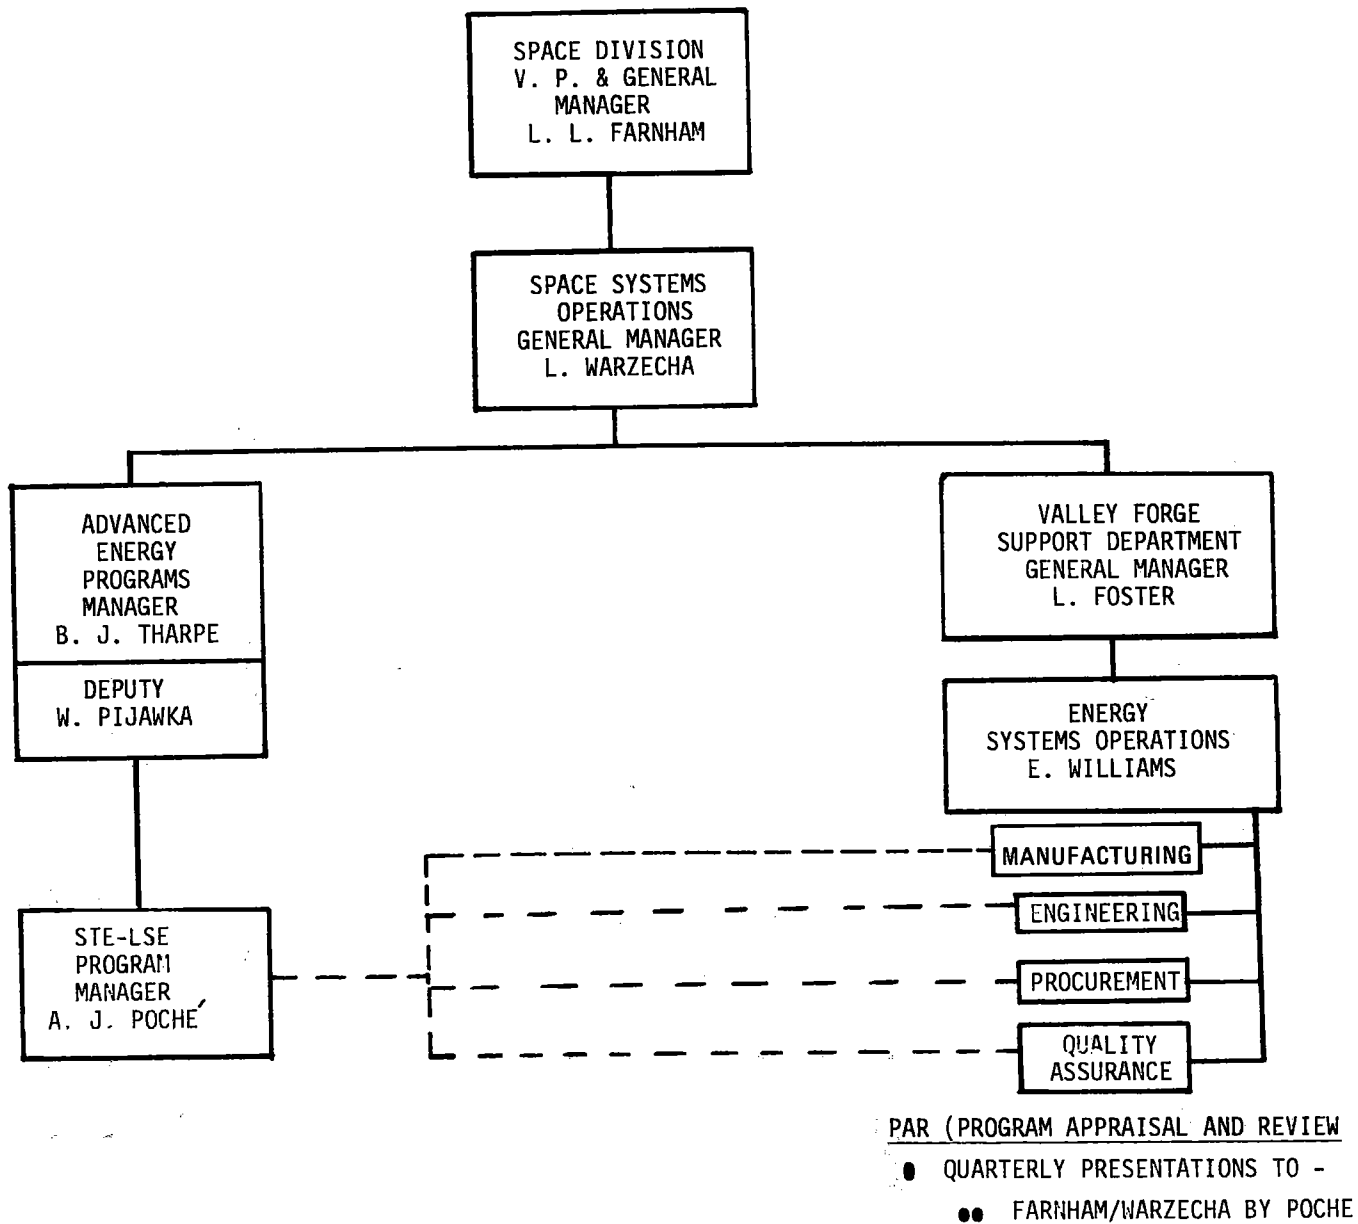 SPACE DIVISION
V. P. & GENERAL
MANAGER
L. L. FARNHAM
SPACE SYSTEMS
OPERATIONS
GENERAL MANAGER
L. WARZECHA
ADVANCED
ENERGY
PROGRAMS
MANAGER
B. J. THARPE
DEPUTY
W. PIJAWKA
VALLEY FORGE
SUPPORT DEPARTMENT
GENERAL MANAGER
L. FOSTER
ENERGY
SYSTEMS OPERATIONS
E. WILLIAMS
MANUFACTURING
ENGINEERING
PROCUREMENT
QUALITY
ASSURANCE
STE-LSE
PROGRAM
MANAGER
A. J. POCHÉ
PAR (PROGRAM APPRAISAL AND REVIEW
● QUARTERLY PRESENTATIONS TO -
●● FARNHAM/WARZECHA BY POCHE